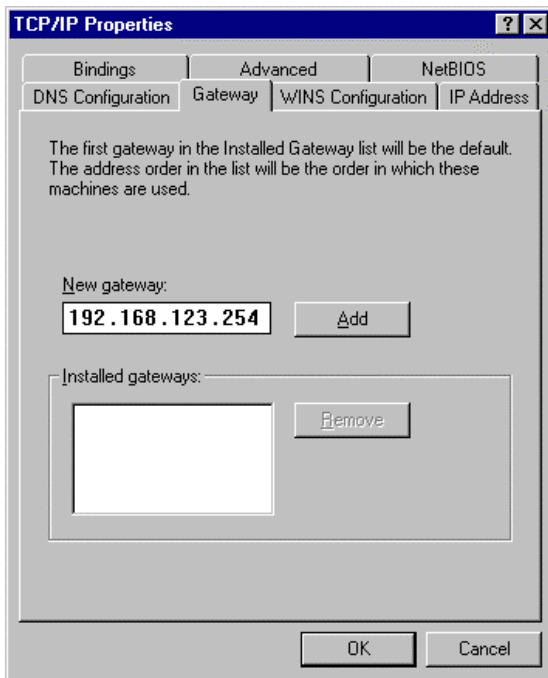 TCP/IP Properties
? ×
Bindings Advanced NetBIOS
DNS Configuration Gateway WINS Configuration IP Address
The first gateway in the Installed Gateway list will be the default.
The address order in the list will be the order in which these
machines are used.
New gateway:
192.168.123.254 Add
Installed gateways:
Remove
OK Cancel